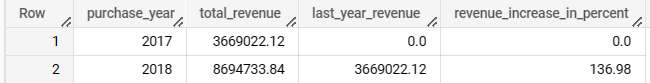 Row purchase_year total_revenue last_year_revenue revenue_increase_in_percent
1 2017 3669022.12 0.0 0.0
2 2018 8694733.84 3669022.12 136.98